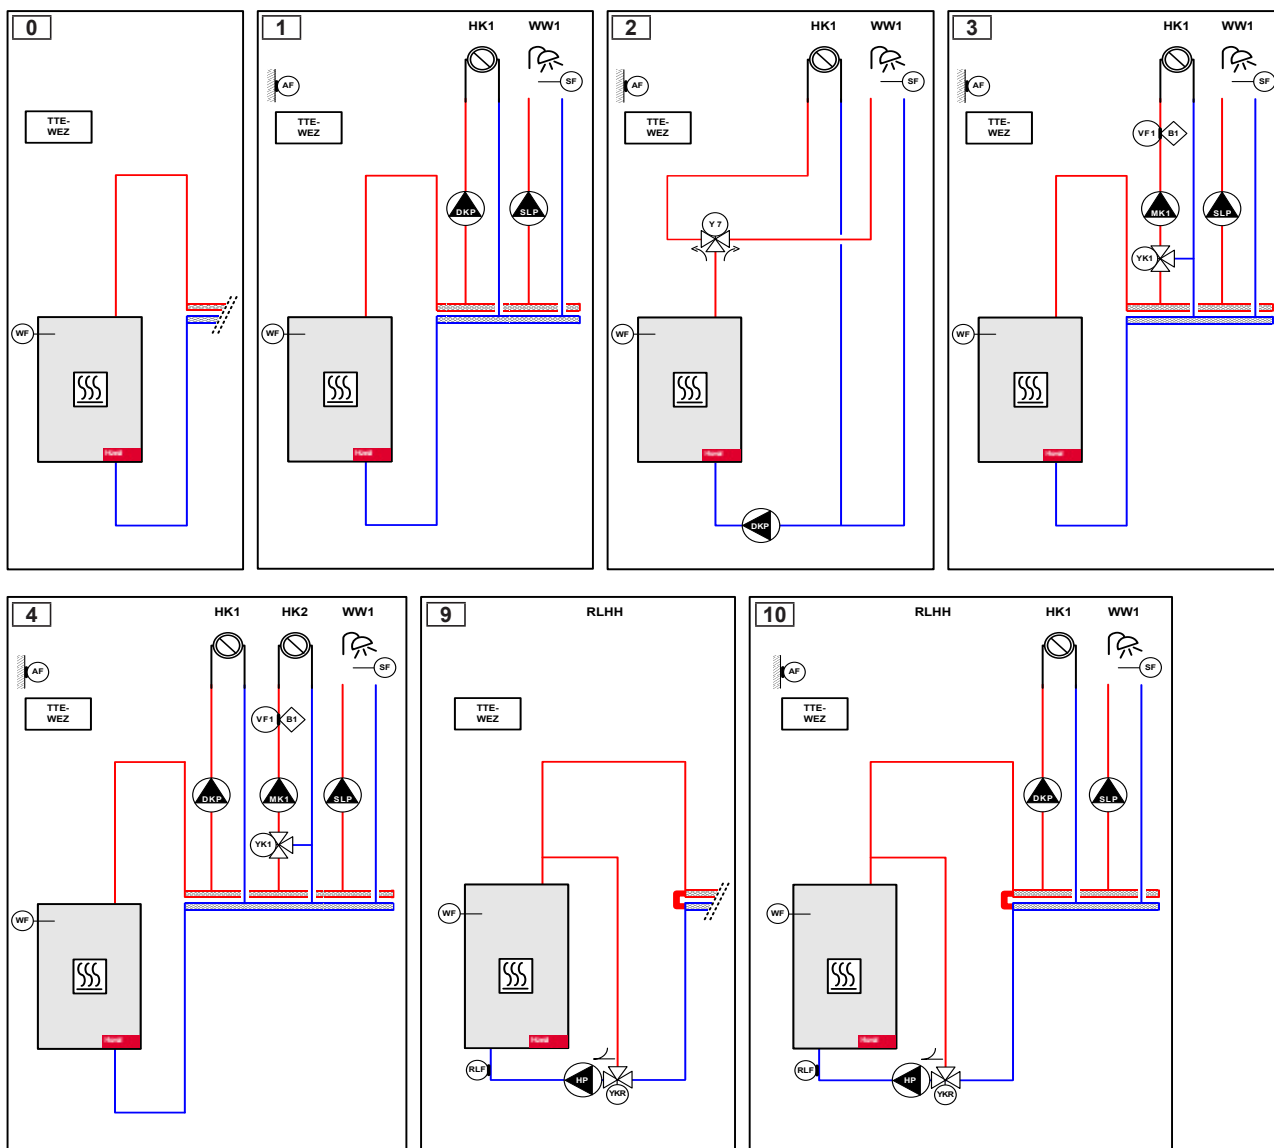 0
TTE-
WEZ
WF
1
HK1 WW1
AF
SF
TTE-
WEZ
DKP
SLP
WF
2
HK1 WW1
AF
SF
TTE-
WEZ
Y7
WF
DKP
3
HK1 WW1
AF
SF
TTE-
WEZ
VF1 B1
MK1
SLP
YK1
WF
4
HK1 HK2 WW1
AF
SF
TTE-
WEZ
VF1 B1
DKP
MK1
SLP
YK1
WF
9
RLHH
TTE-
WEZ
WF
RLF
HP
YKR
10
RLHH
HK1 WW1
AF
SF
TTE-
WEZ
DKP
SLP
WF
RLF
HP
YKR